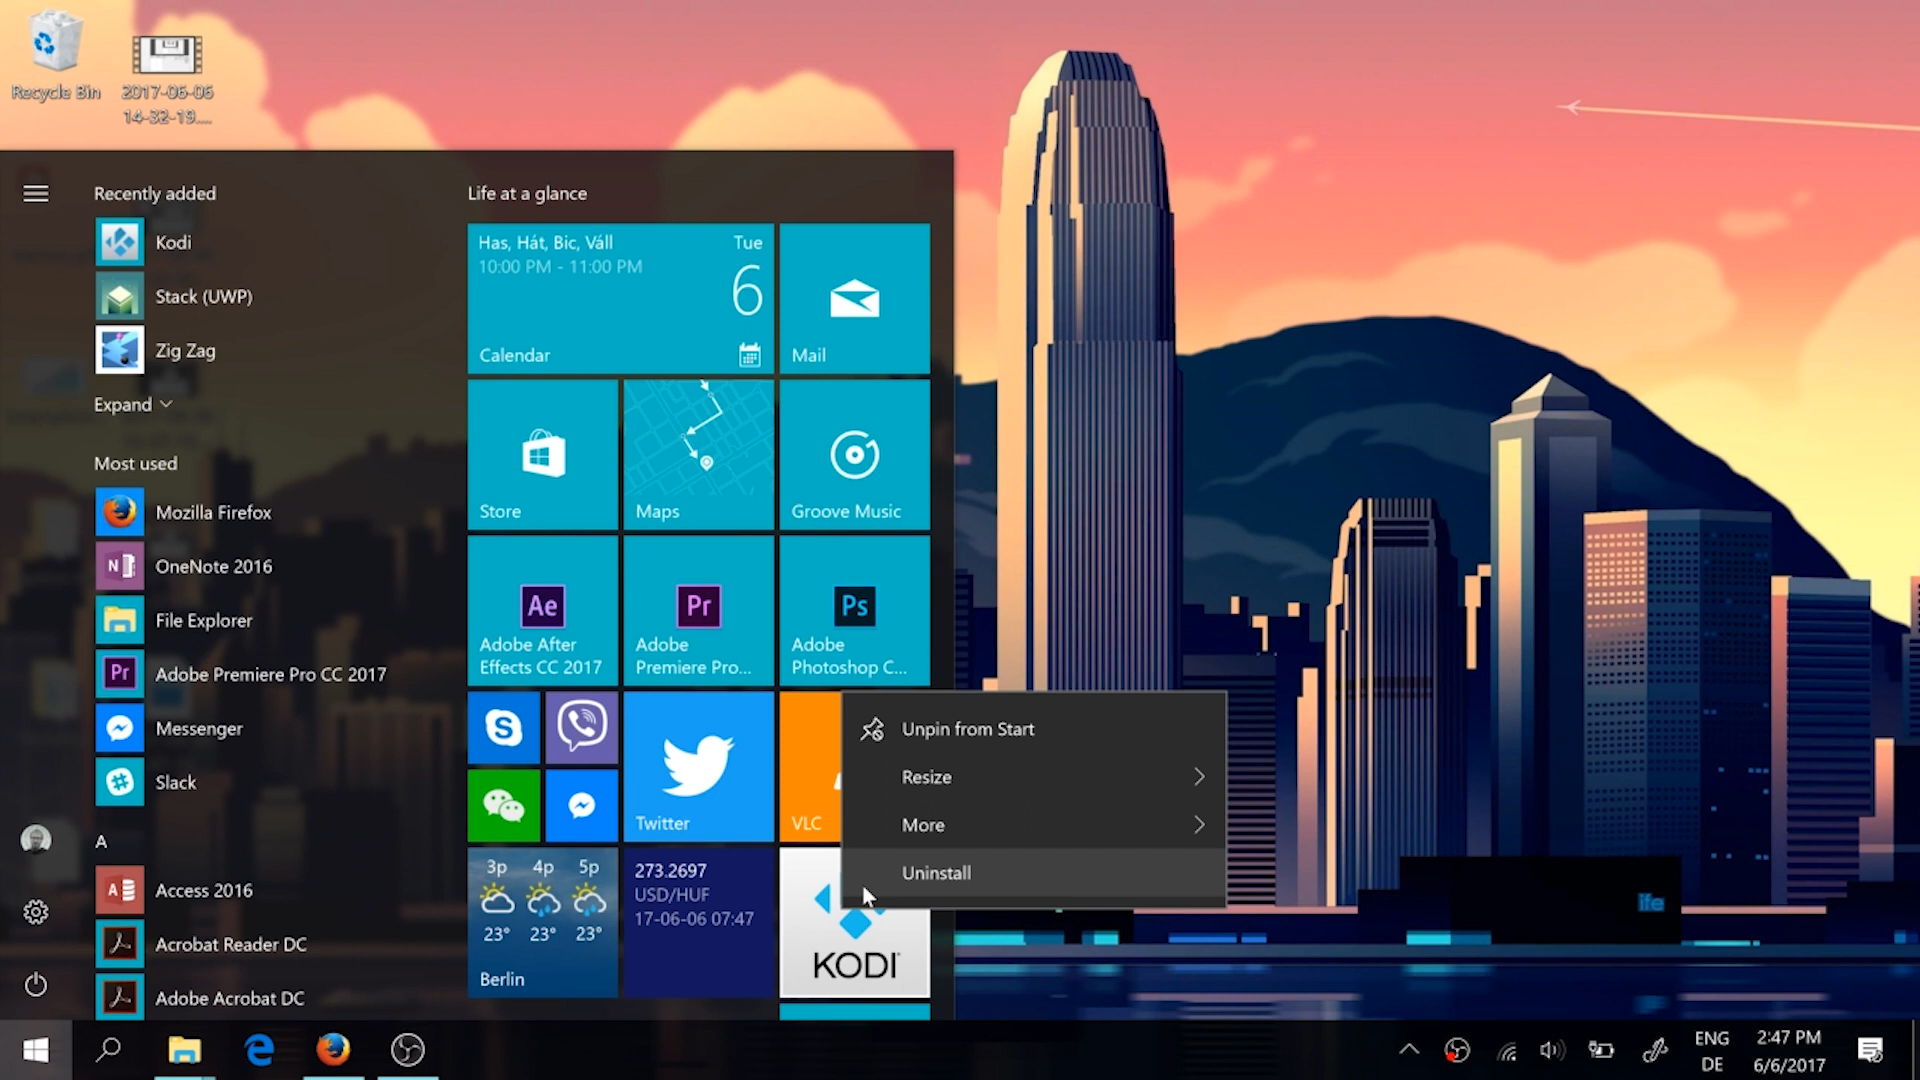 Recycle Bin
2017-06-06
14-32-19....
Recently added
Kodi
Stack (UWP)
Zig Zag
Expand
Most used
Mozilla Firefox
OneNote 2016
File Explorer
Adobe Premiere Pro CC 2017
Messenger
Slack
A
Access 2016
Acrobat Reader DC
Adobe Acrobat DC
Life at a glance
Has, Hát, Bic, Váll
10:00 PM - 11:00 PM
Tue
6
Calendar
Mail
Store
Maps
Groove Music
Ae
Adobe After
Effects CC 2017
Pr
Adobe
Premiere Pro...
Ps
Adobe
Photoshop C...
Twitter
VLC
3p 4p 5p
23° 23° 23°
Berlin
273.2697
USD/HUF
17-06-06 07:47
KODI
Unpin from Start
Resize
More
Uninstall
ife
ENG
DE
2:47 PM
6/6/2017